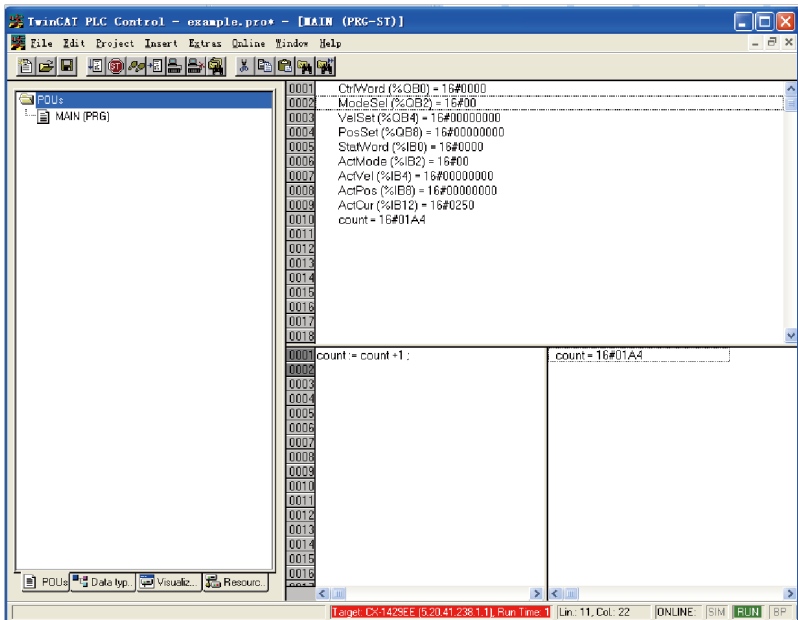 TwinCAT PLC Control - example.pro* - [MAIN (PRG-ST)]
File Edit Project Insert Extras Online Window Help
POUs
MAIN (PRG)
0001 CtrlWord (%QB0) = 16#0000
0002 ModeSel (%QB2) = 16#00
0003 VelSet (%QB4) = 16#00000000
0004 PosSet (%QB8) = 16#00000000
0005 StatWord (%IB0) = 16#0000
0006 ActMode (%IB2) = 16#00
0007 ActVel (%IB4) = 16#00000000
0008 ActPos (%IB8) = 16#00000000
0009 ActCur (%IB12) = 16#0250
0010 count = 16#01A4
0011
0012
0013
0014
0015
0016
0017
0018
0001 count := count +1 ; count = 16#01A4
0002
0003
0004
0005
0006
0007
0008
0009
0010
0011
0012
0013
0014
0015
0016
POUs Data typ... Visualiz... Resourc...
Target: CX-1429EE (5.20.41.238.1.1), Run Time: 1 Lin.: 11, Col.: 22 ONLINE: SIM RUN BP